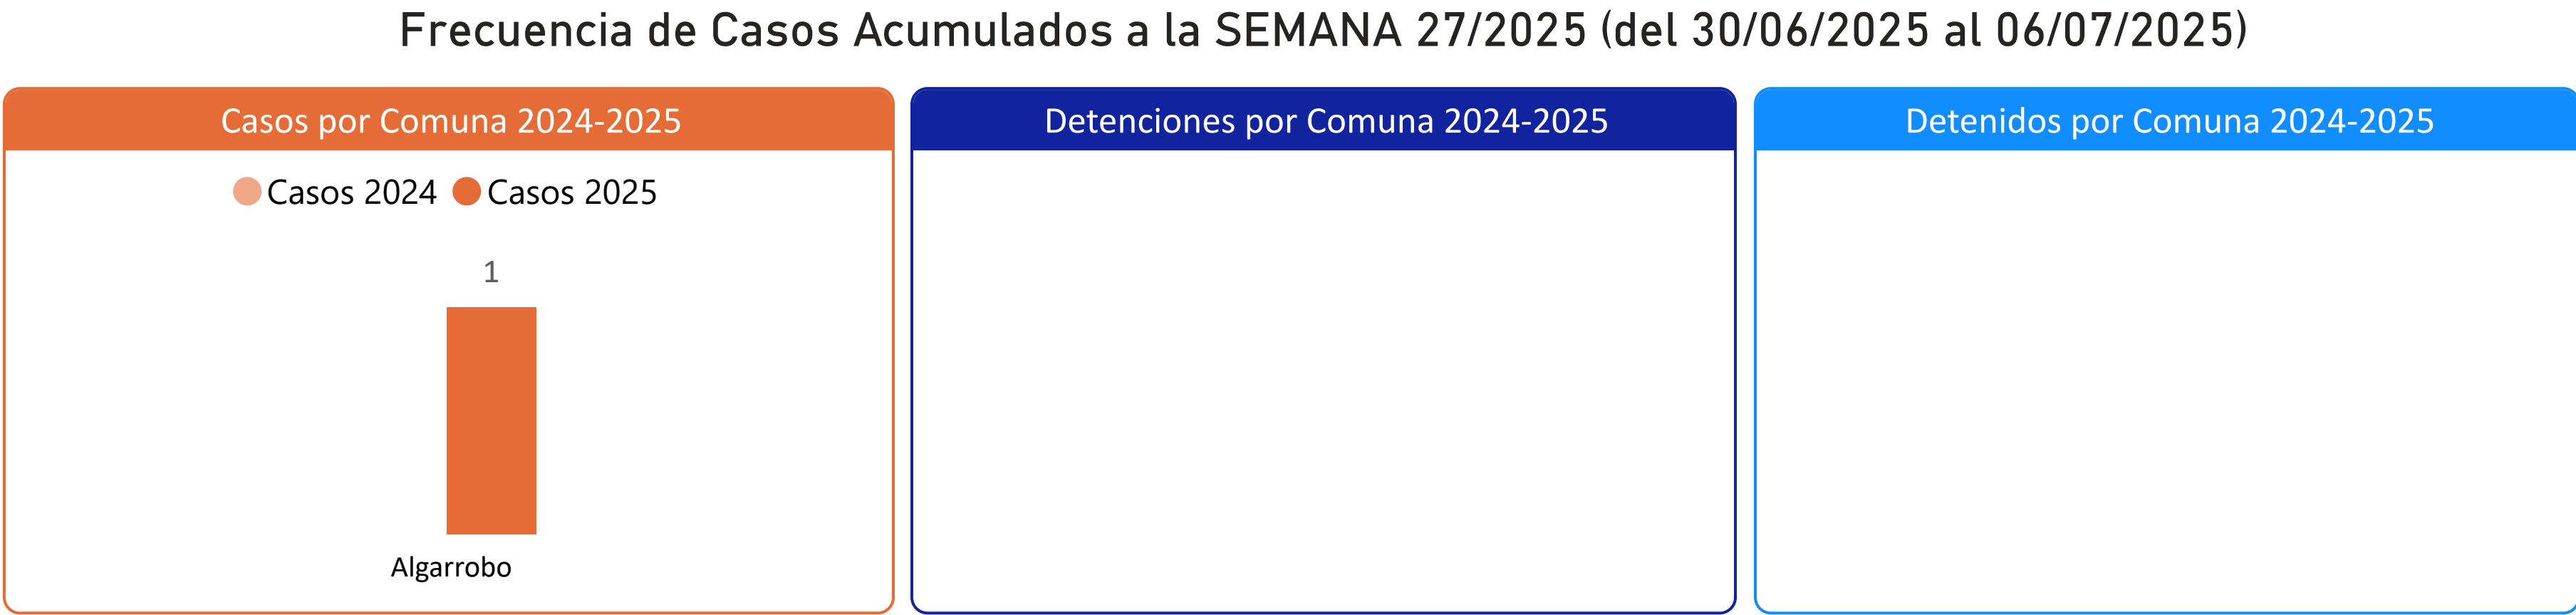 Frecuencia de Casos Acumulados a la SEMANA 27/2025 (del 30/06/2025 al 06/07/2025)
Casos por Comuna 2024-2025
Casos 2024 Casos 2025
1
Algarrobo
Detenciones por Comuna 2024-2025
Detenidos por Comuna 2024-2025